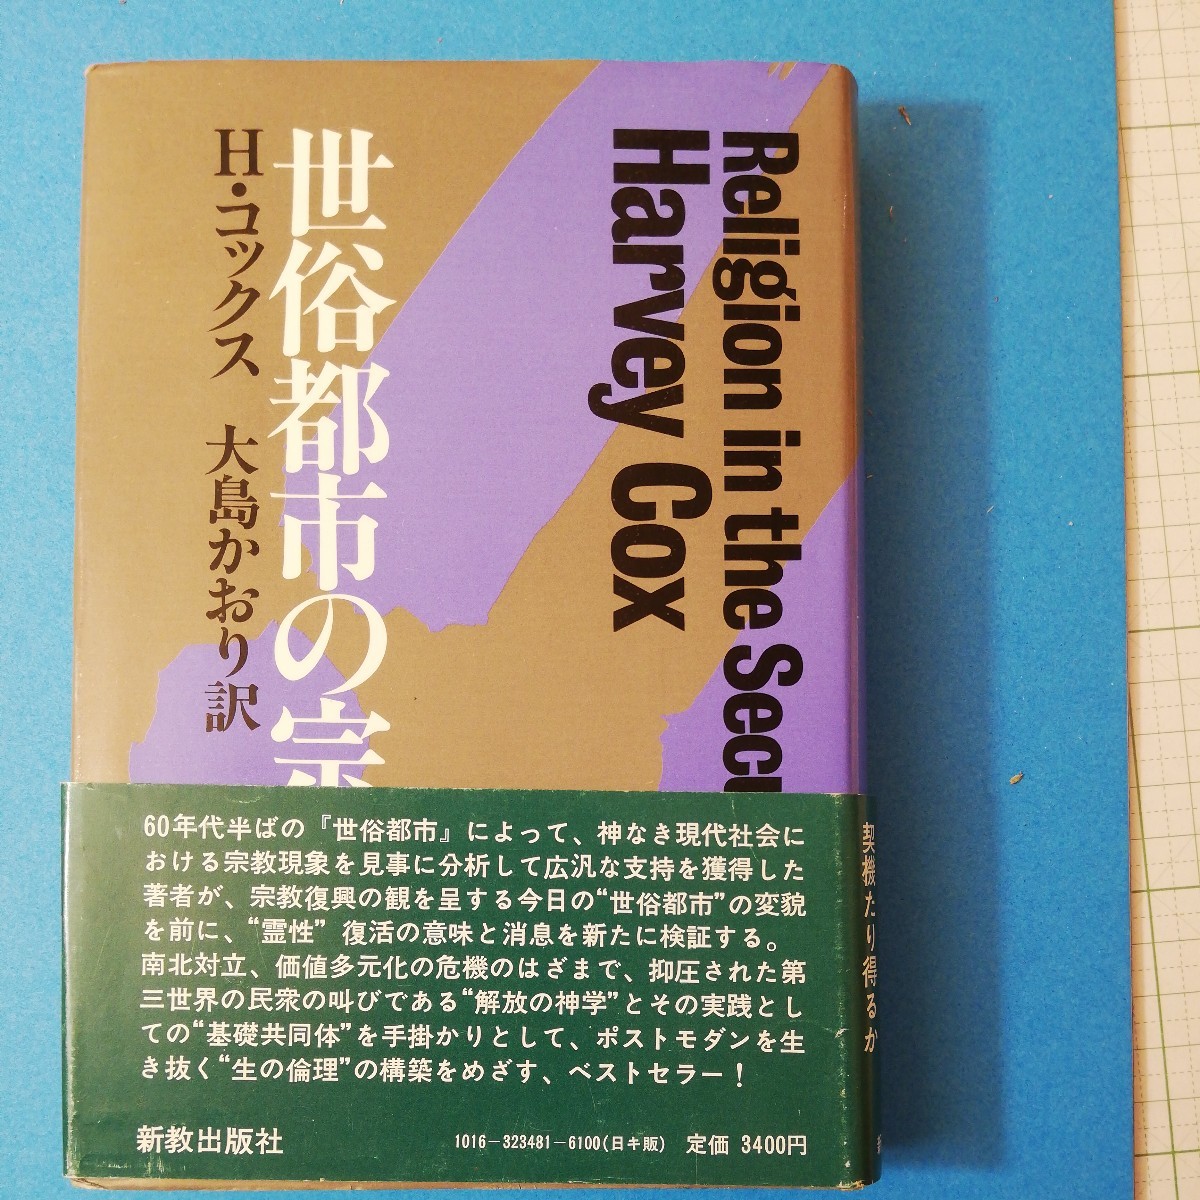 Religion in the Secu
Harvey Cox
世俗都市の宗
H・コックス 大島かおり訳
60年代半ばの『世俗都市』によって、神なき現代社会に
おける宗教現象を見事に分析して広汎な支持を獲得した
著者が、宗教復興の観を呈する今日の“世俗都市”の変貌
を前に、“霊性” 復活の意味と消息を新たに検証する。
南北対立、価値多元化の危機のはざまで、抑圧された第
三世界の民衆の叫びである“解放の神学”とその実践とし
ての“基礎共同体”を手掛かりとして、ポストモダンを生
き抜く“生の倫理”の構築をめざす、ベストセラー！
新教出版社
1016-323481-6100(日キ販) 定価 3400円
契機たり得るか